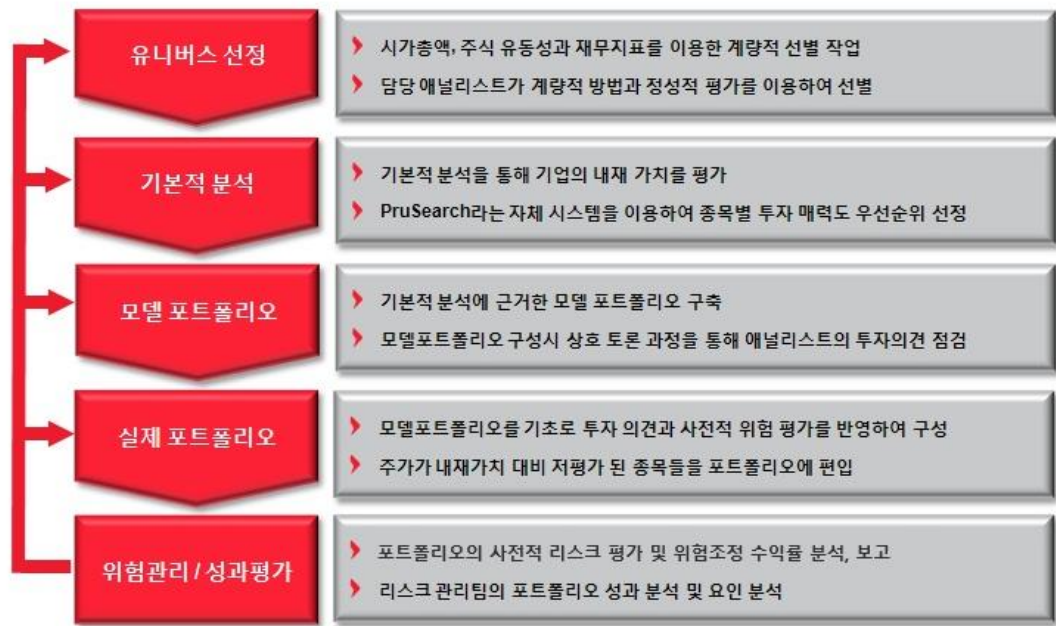 유니버스 선정
시가총액, 주식 유동성과 재무지표를 이용한 계량적 선별 작업
담당 애널리스트가 계량적 방법과 정성적 평가를 이용하여 선별
기본적 분석
기본적 분석을 통해 기업의 내재 가치를 평가
PruSearch라는 자체 시스템을 이용하여 종목별 투자 매력도 우선순위 선정
모델 포트폴리오
기본적 분석에 근거한 모델 포트폴리오 구축
모델포트폴리오 구성시 상호 토론 과정을 통해 애널리스트의 투자의견 점검
실제 포트폴리오
모델포트폴리오를 기초로 투자 의견과 사전적 위험 평가를 반영하여 구성
주가가 내재가치 대비 저평가 된 종목들을 포트폴리오에 편입
위험관리 / 성과평가
포트폴리오의 사전적 리스크 평가 및 위험조정 수익률 분석, 보고
리스크 관리팀의 포트폴리오 성과 분석 및 요인 분석